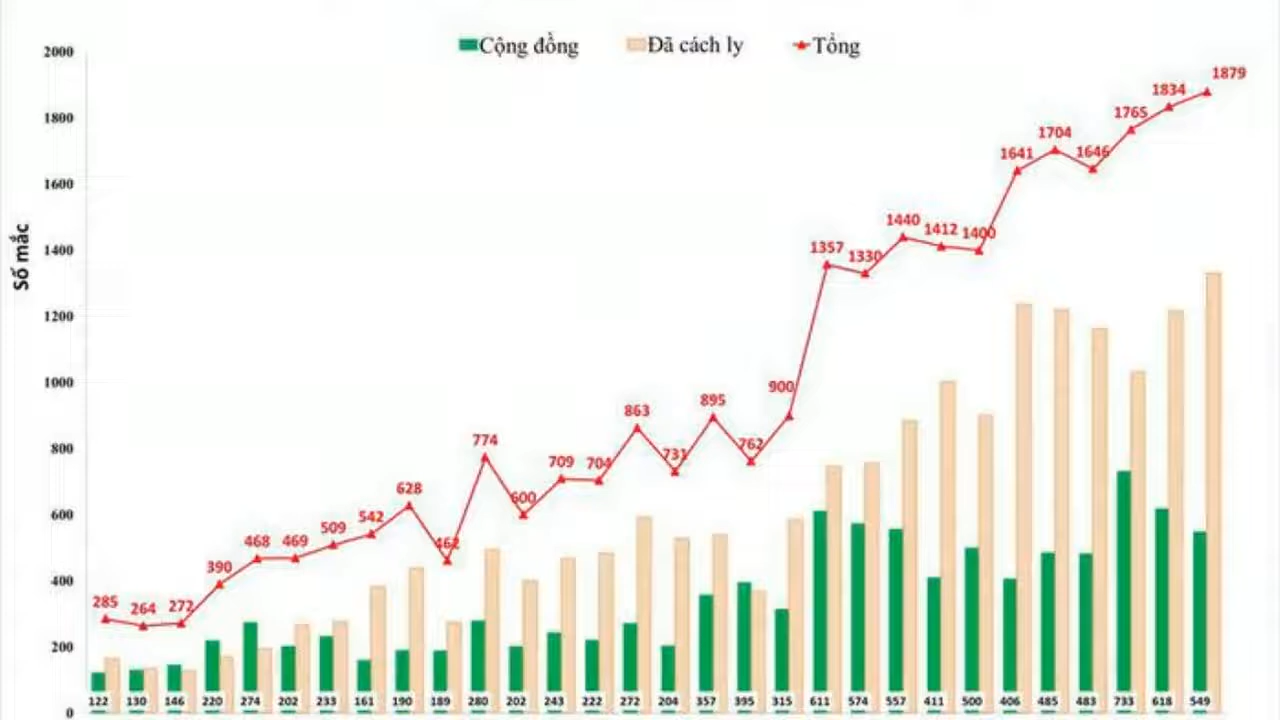 Cộng đồng Đã cách ly Tổng
Số mắc
2000
1800
1600
1400
1200
1000
800
600
400
200
0
285 264 272 390 468 469 509 542 628 462 774 600 709 704 863 731 895 762 900 1357 1330 1440 1412 1400 1641 1704 1646 1765 1834 1879
122 130 146 220 274 202 233 161 190 189 280 202 243 222 272 204 357 395 315 611 574 557 411 500 406 485 483 733 618 549